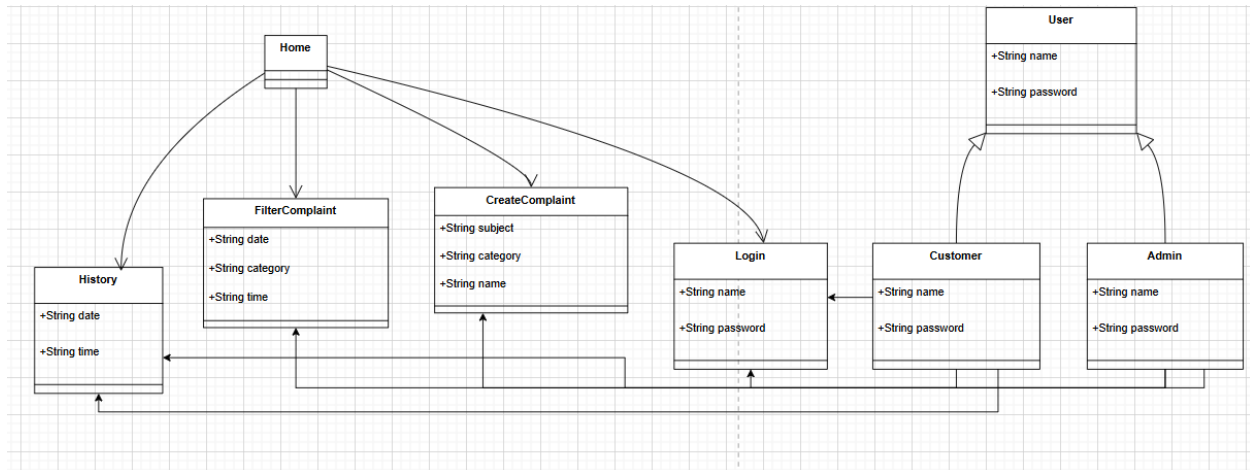 Home
User
+String name
+String password
FilterComplaint
+String date
+String category
+String time
CreateComplaint
+String subject
+String category
+String name
History
+String date
+String time
Login
+String name
+String password
Customer
+String name
+String password
Admin
+String name
+String password